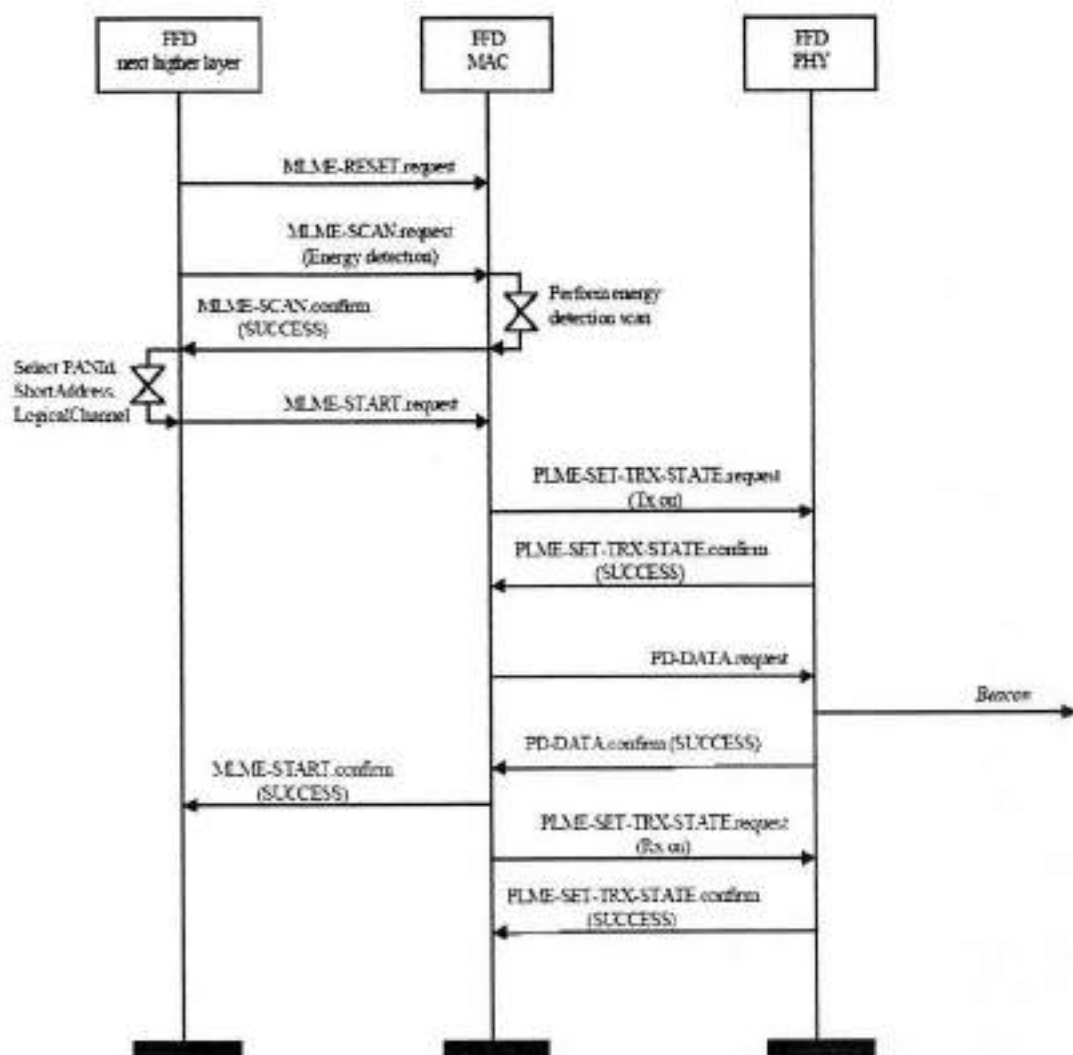 FFD
next higher layer
FFD
MAC
FFD
PHY
MLME-RESET.request
MLME-SCAN.request
(Energy detection)
Perform energy
detection scan
MLME-SCAN.confirm
(SUCCESS)
Select PANId,
ShortAddress,
LogicalChannel
MLME-START.request
PLME-SET-TRX-STATE.request
(Tx on)
PLME-SET-TRX-STATE.confirm
(SUCCESS)
PD-DATA.request
Beacon
PD-DATA.confirm (SUCCESS)
MLME-START.confirm
(SUCCESS)
PLME-SET-TRX-STATE.request
(Rx on)
PLME-SET-TRX-STATE.confirm
(SUCCESS)